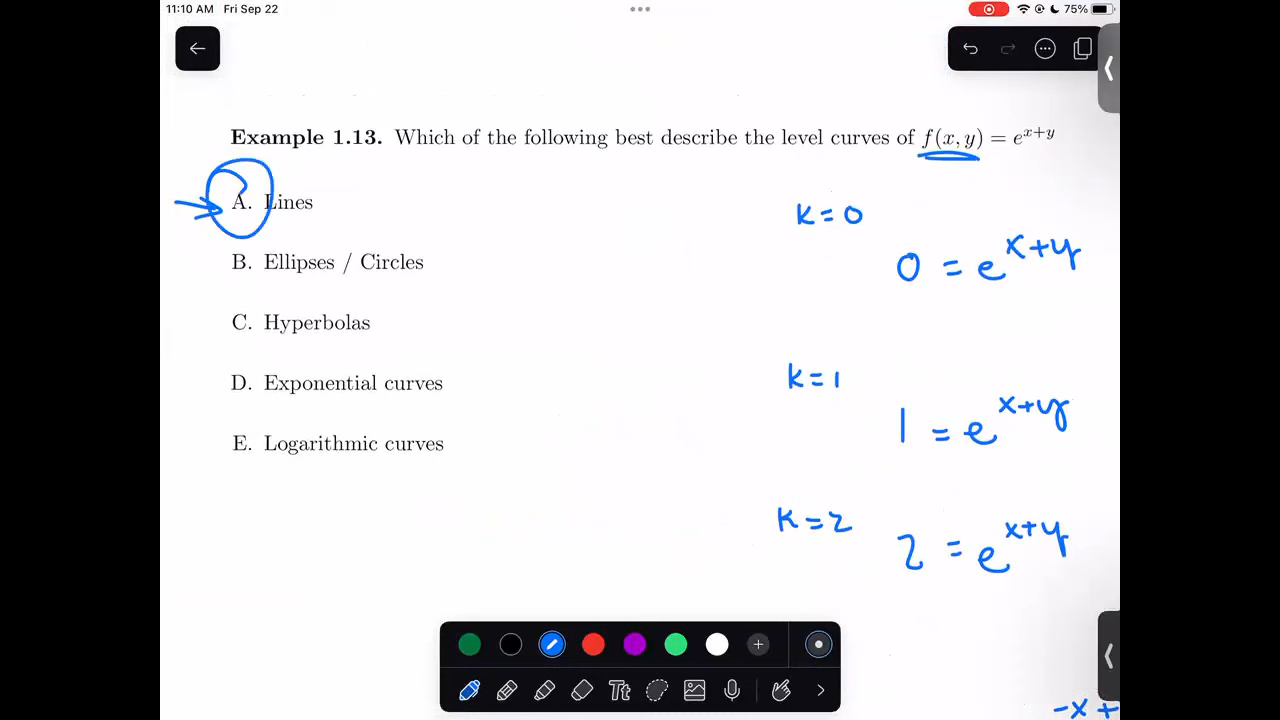 11:10 AM Fri Sep 22
75%
Example 1.13. Which of the following best describe the level curves of f(x, y) = e^{x+y}
A. Lines
k = 0
0 = e^{x+y}
B. Ellipses / Circles
C. Hyperbolas
k = 1
D. Exponential curves
1 = e^{x+y}
E. Logarithmic curves
k = 2
2 = e^{x+y}
Tt
-x +